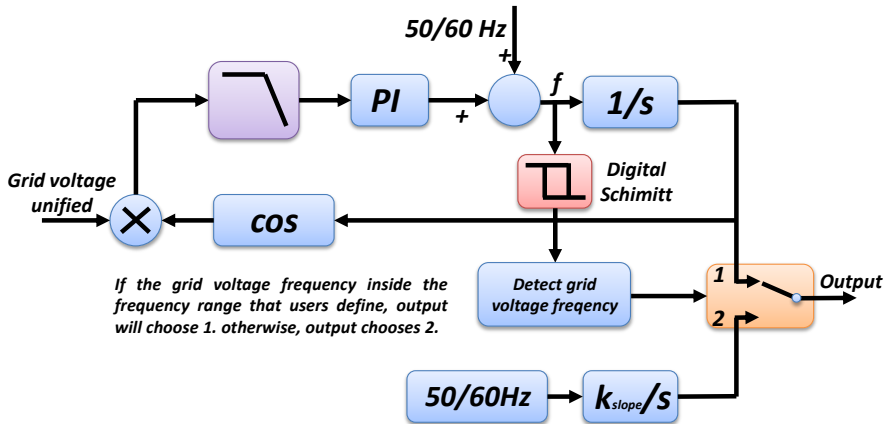 50/60 Hz
+
f
PI
+
1/s
Grid voltage
unified
Digital
Schimitt
cos
If the grid voltage frequency inside the
frequency range that users define, output
will choose 1. otherwise, output chooses 2.
Detect grid
voltage freqency
1
2
Output
50/60Hz
kslope/s